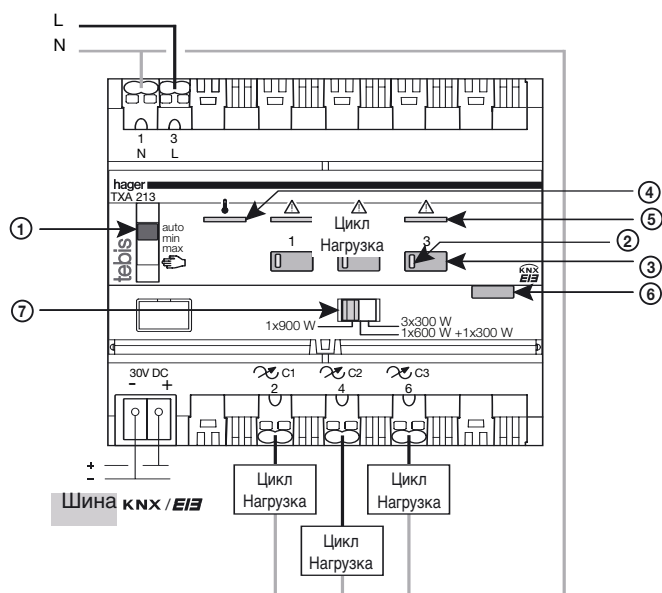 L
N
1 3
N L
hager
TXA 213
④
①
auto
min
max
tebis
Цикл
Нагрузка
⑤
②
1 3
③
KNX
EIB
⑥
⑦
1x900 W
3x300 W
1x600 W +1x300 W
30V DC
- +
C1 C2 C3
2 4 6
+
-
Шина KNX / EIB
Цикл
Нагрузка
Цикл
Нагрузка
Цикл
Нагрузка